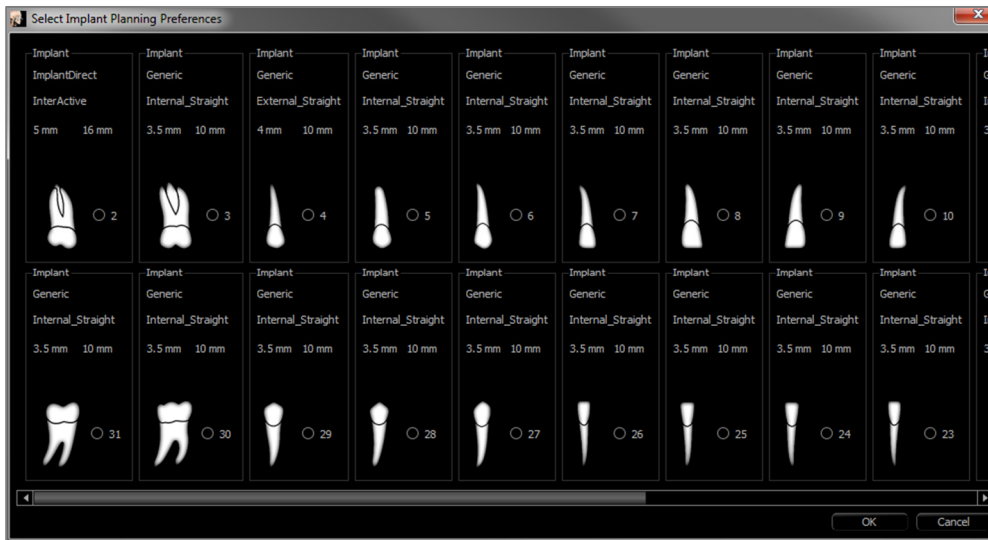 Select Implant Planning Preferences
Implant Implant Implant Implant Implant Implant Implant Implant Implant
ImplantDirect Generic Generic Generic Generic Generic Generic Generic Generic
InterActive Internal_Straight External_Straight Internal_Straight Internal_Straight Internal_Straight Internal_Straight Internal_Straight Internal_Straight
5 mm 16 mm 3.5 mm 10 mm 4 mm 10 mm 3.5 mm 10 mm 3.5 mm 10 mm 3.5 mm 10 mm 3.5 mm 10 mm 3.5 mm 10 mm 3.5 mm 10 mm
2 3 4 5 6 7 8 9 10
Implant Implant Implant Implant Implant Implant Implant Implant Implant
Generic Generic Generic Generic Generic Generic Generic Generic Generic
Internal_Straight Internal_Straight Internal_Straight Internal_Straight Internal_Straight Internal_Straight Internal_Straight Internal_Straight Internal_Straight
3.5 mm 10 mm 3.5 mm 10 mm 3.5 mm 10 mm 3.5 mm 10 mm 3.5 mm 10 mm 3.5 mm 10 mm 3.5 mm 10 mm 3.5 mm 10 mm 3.5 mm 10 mm
31 30 29 28 27 26 25 24 23
OK Cancel